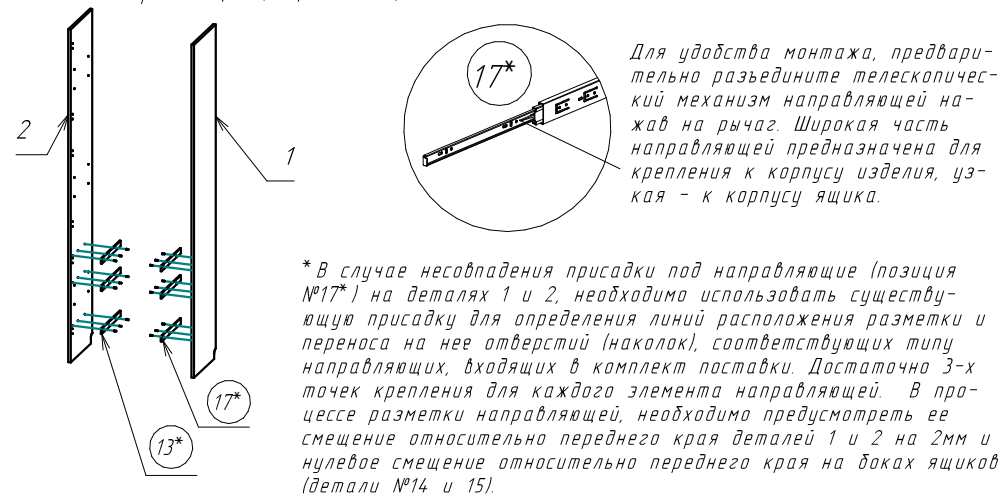 17*
Для удобства монтажа, предвари-
тельно разъедините телескопичес-
кий механизм направляющей на-
жав на рычаг. Широкая часть
направляющей предназначена для
крепления к корпусу изделия, уз-
кая - к корпусу ящика.
2
1
* В случае несовпадения присадки под направляющие (позиция
№17*) на деталях 1 и 2, необходимо использовать существу-
ющую присадку для определения линий расположения разметки и
переноса на нее отверстий (наколок), соответствующих типу
направляющих, входящих в комплект поставки. Достаточно 3-х
точек крепления для каждого элемента направляющей. В про-
цессе разметки направляющей, необходимо предусмотреть ее
смещение относительно переднего края деталей 1 и 2 на 2мм и
нулевое смещение относительно переднего края на боках ящиков
(детали №14 и 15).
17*
13*